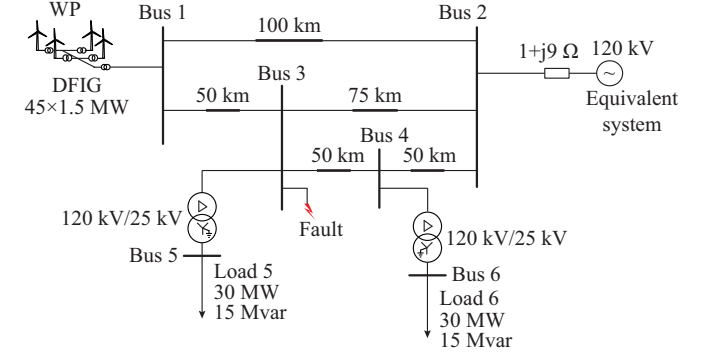 WP
Bus 1
Bus 2
100 km
1+j9 Ω
120 kV
~
DFIG
45×1.5 MW
Bus 3
Equivalent
system
50 km
75 km
Bus 4
50 km
50 km
120 kV/25 kV
Fault
120 kV/25 kV
Bus 5
Load 5
30 MW
15 Mvar
Bus 6
Load 6
30 MW
15 Mvar